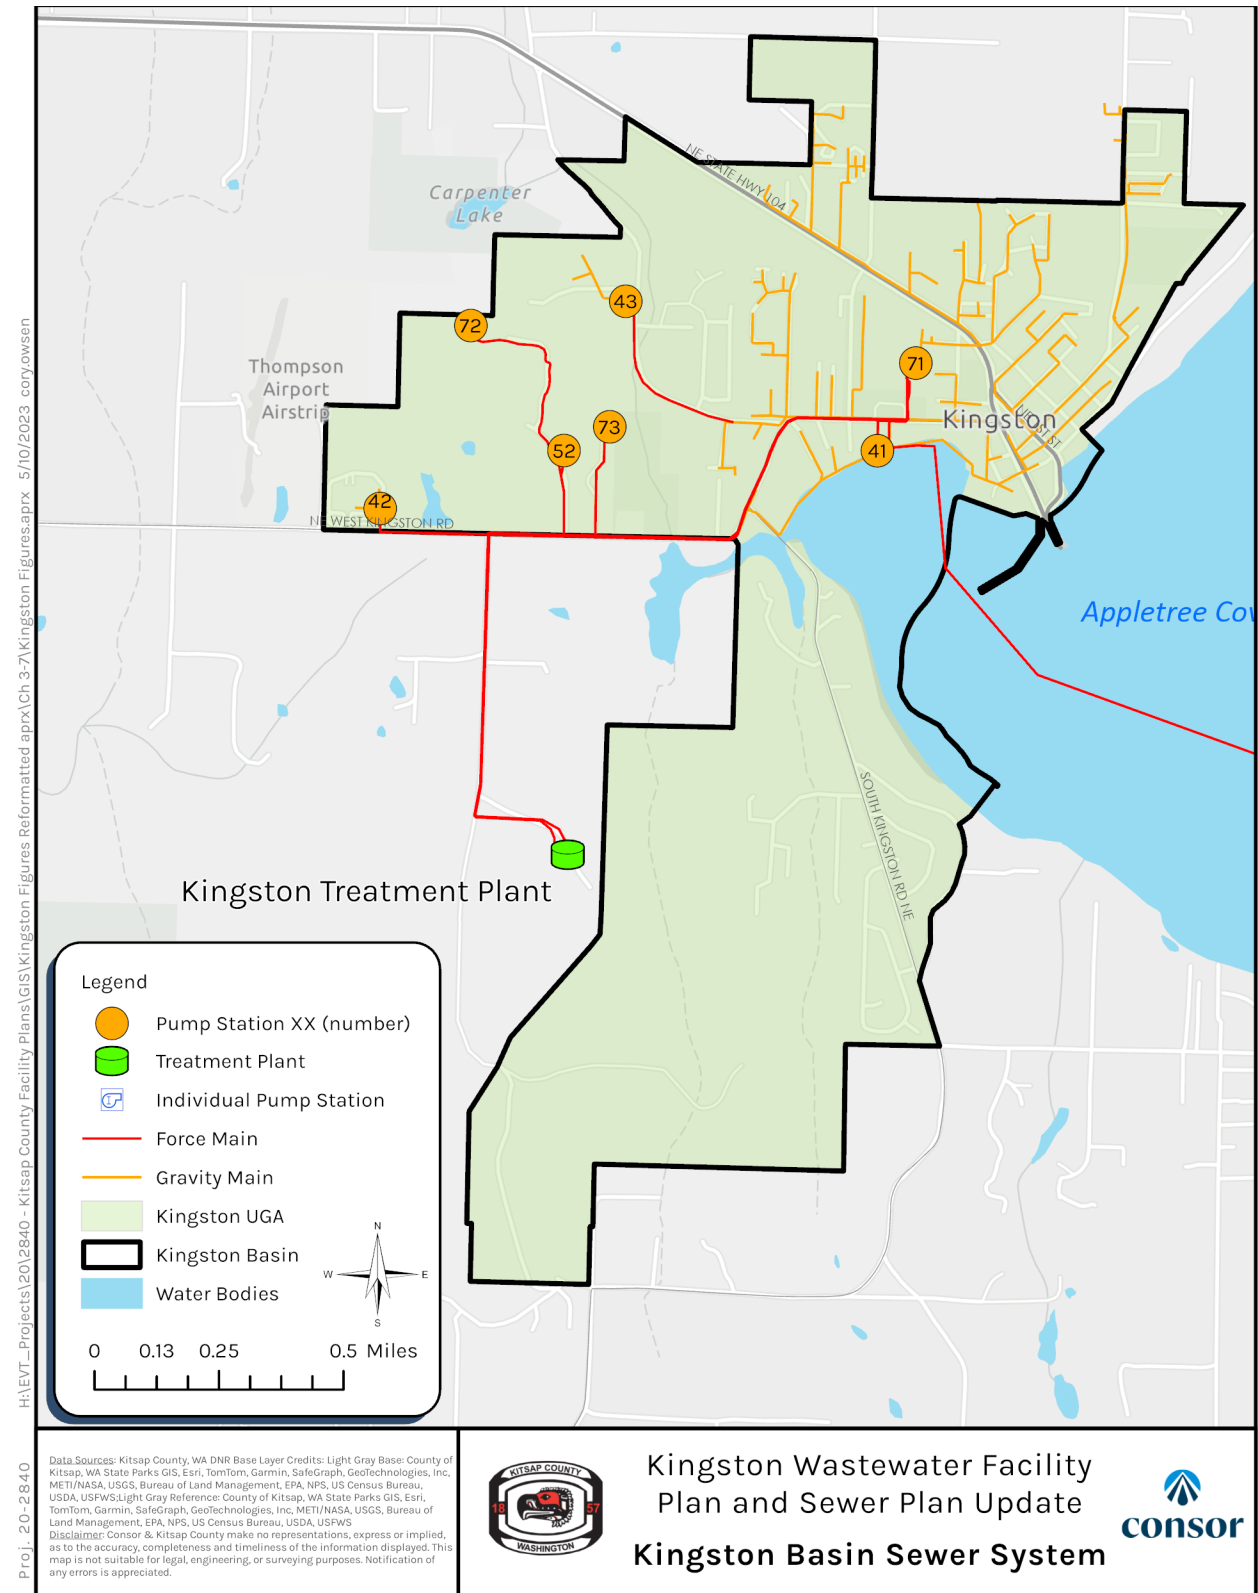 H:\EVT_Projects\20\2840 - Kitsap County Facility Plans\GIS\Kingston Figures Reformatted aprx\Ch 3-7\Kingston Figures.aprx 5/10/2023 cory.owsen
Proj. 20-2840
NE STATE HWY 104
Carpenter
Lake
43
72
71
Thompson
Airport
Airstrip
Kingston
73
52
41
42
NE WEST KINGSTON RD
Appletree Cov
SOUTH KINGSTON RD NE
Kingston Treatment Plant
Legend
Pump Station XX (number)
Treatment Plant
Individual Pump Station
Force Main
Gravity Main
Kingston UGA
Kingston Basin
Water Bodies
N
W E
S
0 0.13 0.25 0.5 Miles
Data Sources: Kitsap County, WA DNR Base Layer Credits: Light Gray Base: County of
Kitsap, WA State Parks GIS, Esri, TomTom, Garmin, SafeGraph, GeoTechnologies, Inc,
METI/NASA, USGS, Bureau of Land Management, EPA, NPS, US Census Bureau,
USDA, USFWS;Light Gray Reference: County of Kitsap, WA State Parks GIS, Esri,
TomTom, Garmin, SafeGraph, GeoTechnologies, Inc, METI/NASA, USGS, Bureau of
Land Management, EPA, NPS, US Census Bureau, USDA, USFWS
Disclaimer: Consor & Kitsap County make no representations, express or implied,
as to the accuracy, completeness and timeliness of the information displayed. This
map is not suitable for legal, engineering, or surveying purposes. Notification of
any errors is appreciated.
KITSAP COUNTY
18 57
WASHINGTON
Kingston Wastewater Facility
Plan and Sewer Plan Update
Kingston Basin Sewer System
consor